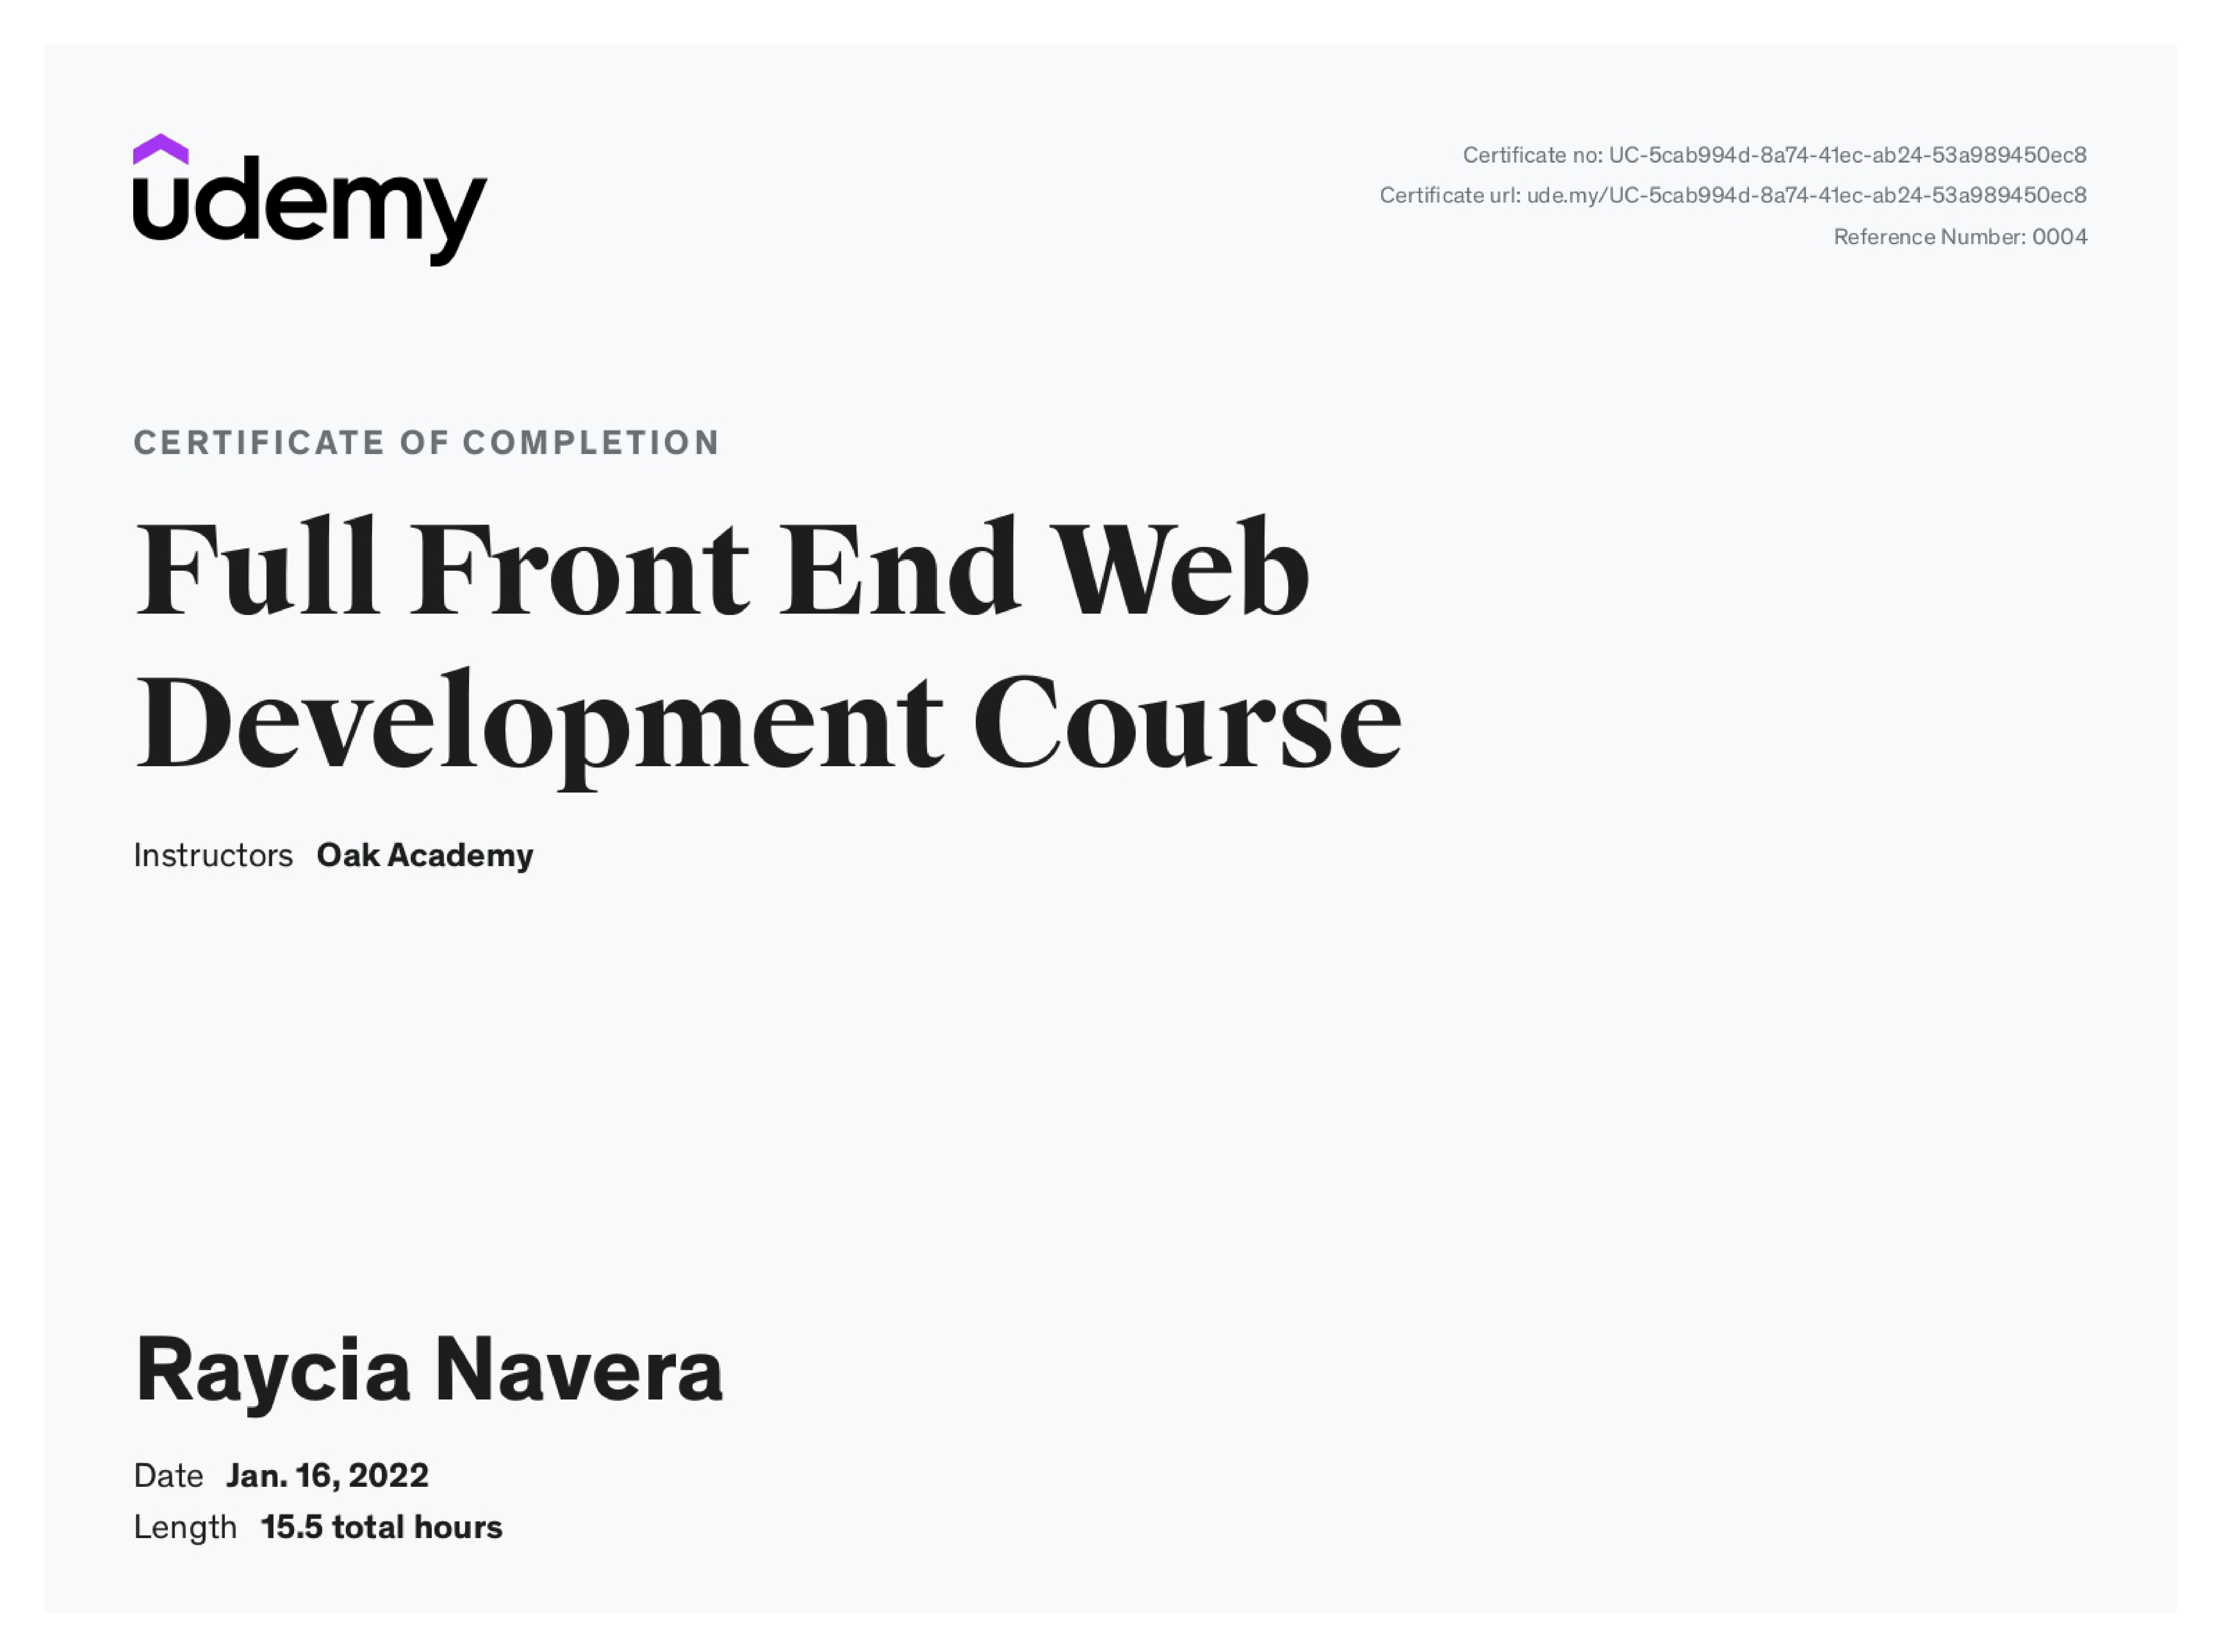 udemy
Certificate no: UC-5cab994d-8a74-41ec-ab24-53a989450ec8
Certificate url: ude.my/UC-5cab994d-8a74-41ec-ab24-53a989450ec8
Reference Number: 0004
CERTIFICATE OF COMPLETION
Full Front End Web
Development Course
Instructors Oak Academy
Raycia Navera
Date Jan. 16, 2022
Length 15.5 total hours